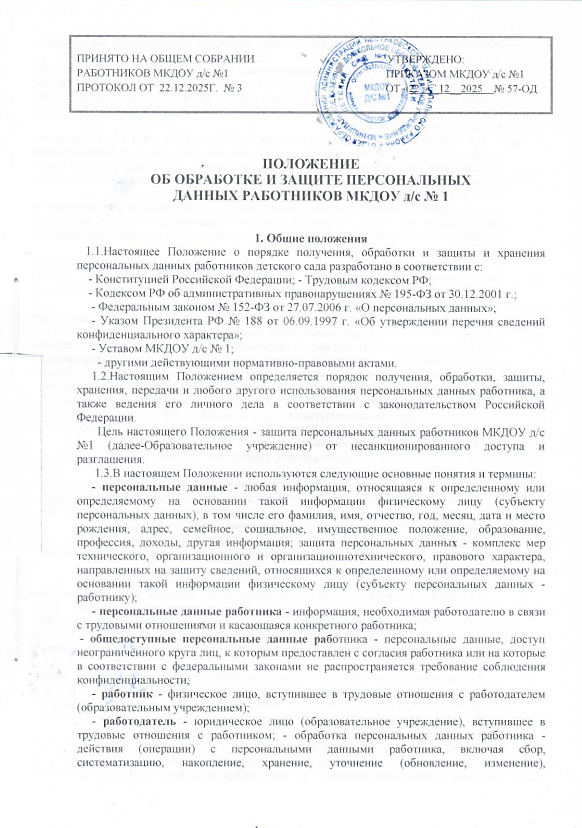 ПРИНЯТО НА ОБЩЕМ СОБРАНИИ
РАБОТНИКОВ МКДОУ д/с №1
ПРОТОКОЛ ОТ 22.12.2025Г. № 3
УТВЕРЖДЕНО:
ПРИКАЗОМ МКДОУ д/с №1
ОТ 12 2025 № 57-ОД
МКДОУ
Д/С №1
ПОЛОЖЕНИЕ
ОБ ОБРАБОТКЕ И ЗАЩИТЕ ПЕРСОНАЛЬНЫХ
ДАННЫХ РАБОТНИКОВ МКДОУ д/с № 1
1. Общие положения
1.1.Настоящее Положение о порядке получения, обработки и защиты и хранения
персональных данных работников детского сада разработано в соответствии с:
- Конституцией Российской Федерации; - Трудовым кодексом РФ;
- Кодексом РФ об административных правонарушениях № 195-ФЗ от 30.12.2001 г.;
- Федеральным законом № 152-ФЗ от 27.07.2006 г. «О персональных данных»;
- Указом Президента РФ № 188 от 06.09.1997 г. «Об утверждении перечня сведений
конфиденциального характера»;
- Уставом МКДОУ д/с № 1;
- другими действующими нормативно-правовыми актами.
1.2.Настоящим Положением определяется порядок получения, обработки, защиты,
хранения, передачи и любого другого использования персональных данных работника, а
также ведения его личного дела в соответствии с законодательством Российской
Федерации.
Цель настоящего Положения - защита персональных данных работников МКДОУ д/с
№1 (далее-Образовательное учреждение) от несанкционированного доступа и
разглашения.
1.3.В настоящем Положении используются следующие основные понятия и термины:
- персональные данные - любая информация, относящаяся к определенному или
определяемому на основании такой информации физическому лицу (субъекту
персональных данных), в том числе его фамилия, имя, отчество, год, месяц, дата и место
рождения, адрес, семейное, социальное, имущественное положение, образование,
профессия, доходы, другая информация; защита персональных данных - комплекс мер
технического, организационного и организационнотехнического, правового характера,
направленных на защиту сведений, относящихся к определенному или определяемому на
основании такой информации физическому лицу (субъекту персональных данных -
работнику);
- персональные данные работника - информация, необходимая работодателю в связи
с трудовыми отношениями и касающаяся конкретного работника;
- общедоступные персональные данные работника - персональные данные, доступ
неограниченного круга лиц, к которым предоставлен с согласия работника или на которые
в соответствии с федеральными законами не распространяется требование соблюдения
конфиденциальности;
- работник - физическое лицо, вступившее в трудовые отношения с работодателем
(образовательным учреждением);
- работодатель - юридическое лицо (образовательное учреждение), вступившее в
трудовые отношения с работником; - обработка персональных данных работника -
действия (операции) с персональными данными работника, включая сбор,
систематизацию, накопление, хранение, уточнение (обновление, изменение),